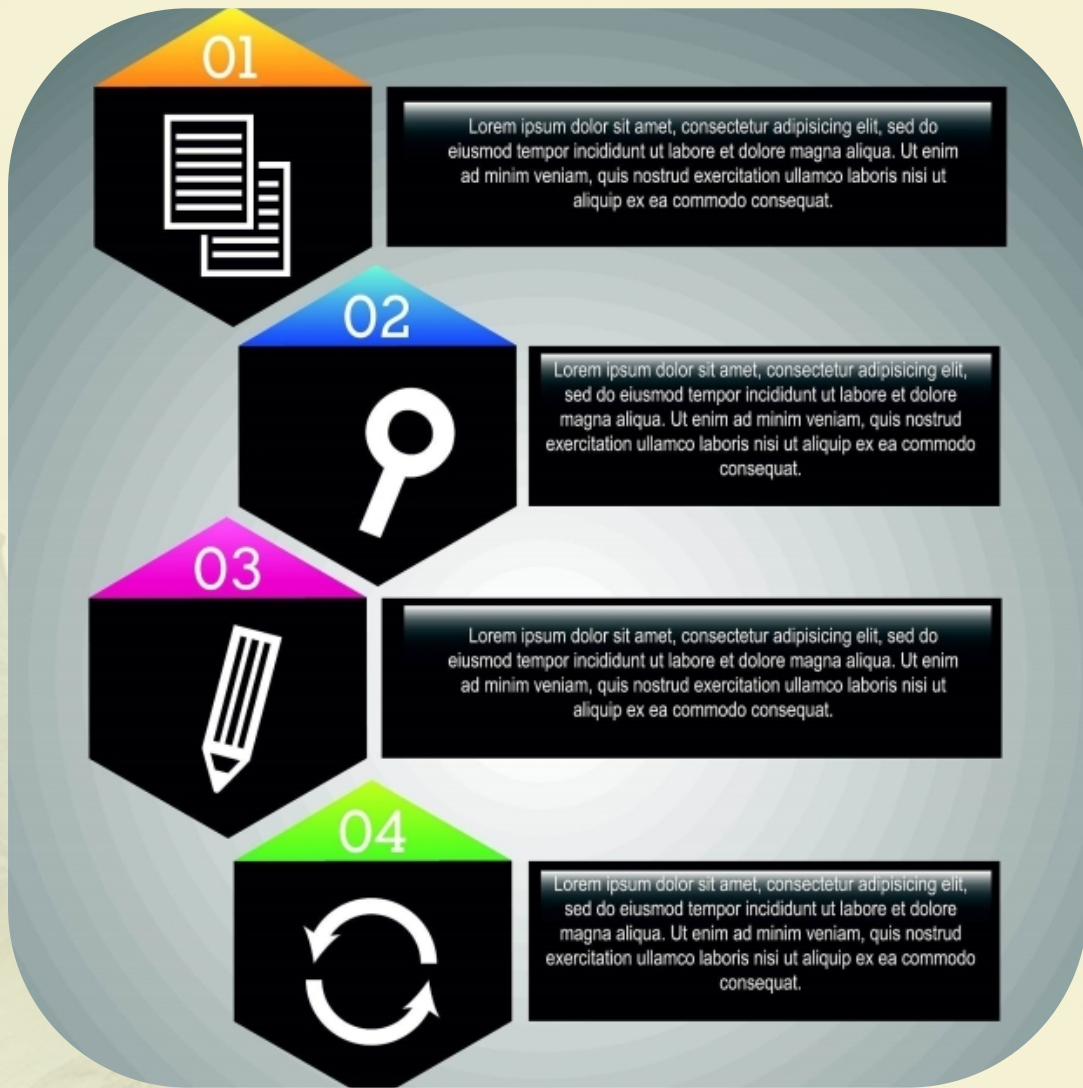 01
Lorem ipsum dolor sit amet, consectetur adipisicing elit, sed do
eiusmod tempor incididunt ut labore et dolore magna aliqua. Ut enim
ad minim veniam, quis nostrud exercitation ullamco laboris nisi ut
aliquip ex ea commodo consequat.
02
Lorem ipsum dolor sit amet, consectetur adipisicing elit,
sed do eiusmod tempor incididunt ut labore et dolore
magna aliqua. Ut enim ad minim veniam, quis nostrud
exercitation ullamco laboris nisi ut aliquip ex ea commodo
consequat.
03
Lorem ipsum dolor sit amet, consectetur adipisicing elit, sed do
eiusmod tempor incididunt ut labore et dolore magna aliqua. Ut enim
ad minim veniam, quis nostrud exercitation ullamco laboris nisi ut
aliquip ex ea commodo consequat.
04
Lorem ipsum dolor sit amet, consectetur adipisicing elit,
sed do eiusmod tempor incididunt ut labore et dolore
magna aliqua. Ut enim ad minim veniam, quis nostrud
exercitation ullamco laboris nisi ut aliquip ex ea commodo
consequat.